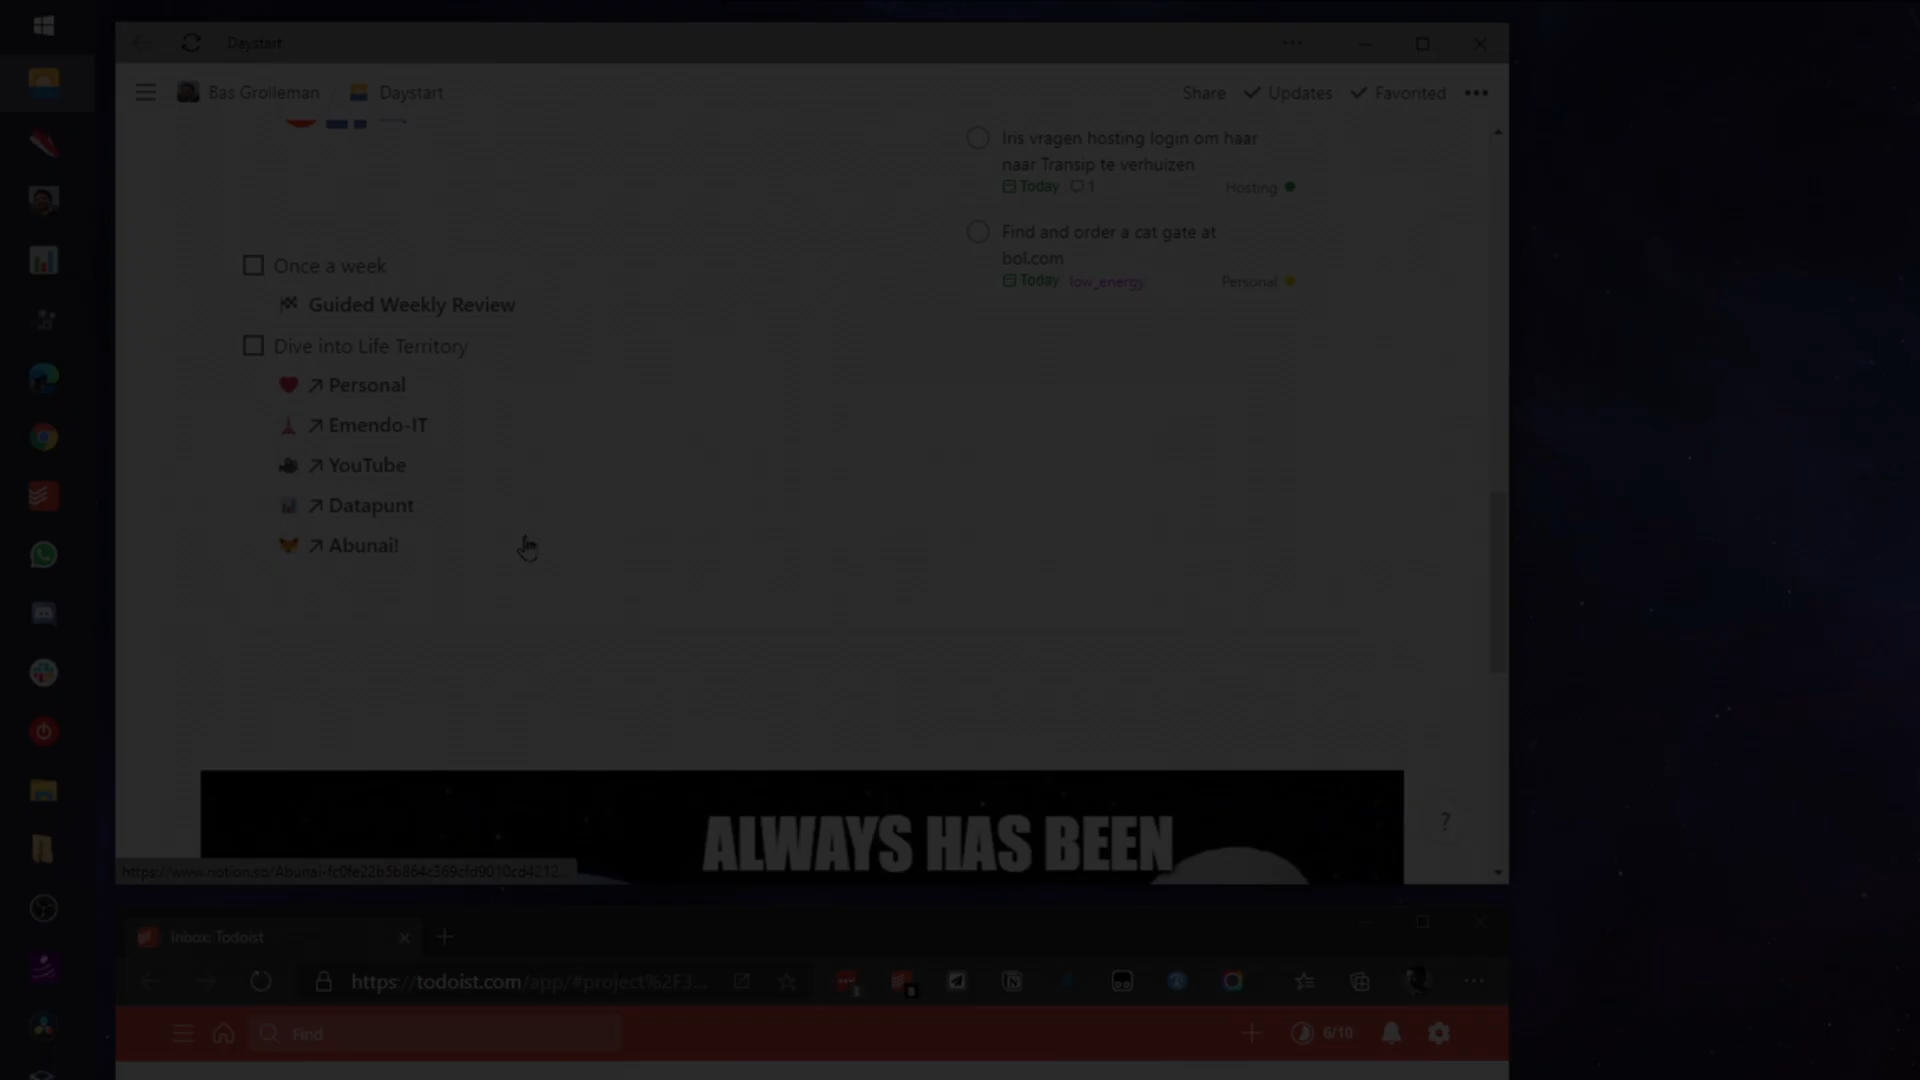 Daystart
Bas Grolleman / Daystart
Share Updates Favorited
Iris vragen hosting login om haar
naar Transip te verhuizen
Today 1 Hosting
Find and order a cat gate at
bol.com
Today low_energy Personal
Once a week
Guided Weekly Review
Dive into Life Territory
Personal
Emendo-IT
YouTube
Datapunt
Abunai!
ALWAYS HAS BEEN
?
Inbox: Todoist
https://todoist.com/app/#project%2F3...
Find
6/10